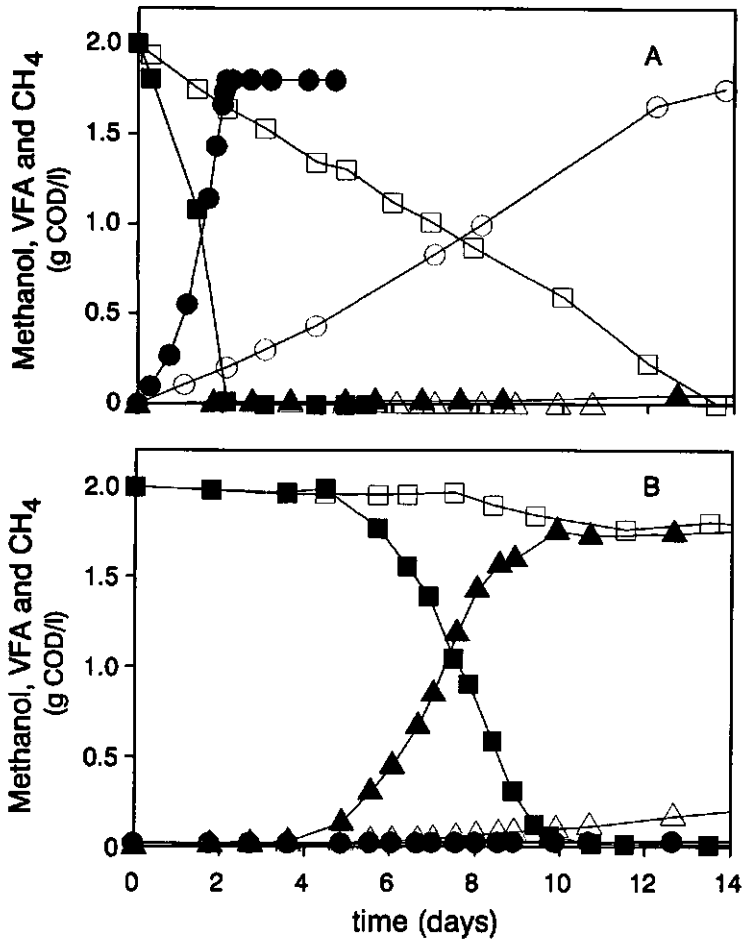 2.0
1.5
1.0
0.5
0
Methanol, VFA and CH4
(g COD/l)
A
2.0
1.5
1.0
0.5
0
Methanol, VFA and CH4
(g COD/l)
B
0 2 4 6 8 10 12 14
time (days)